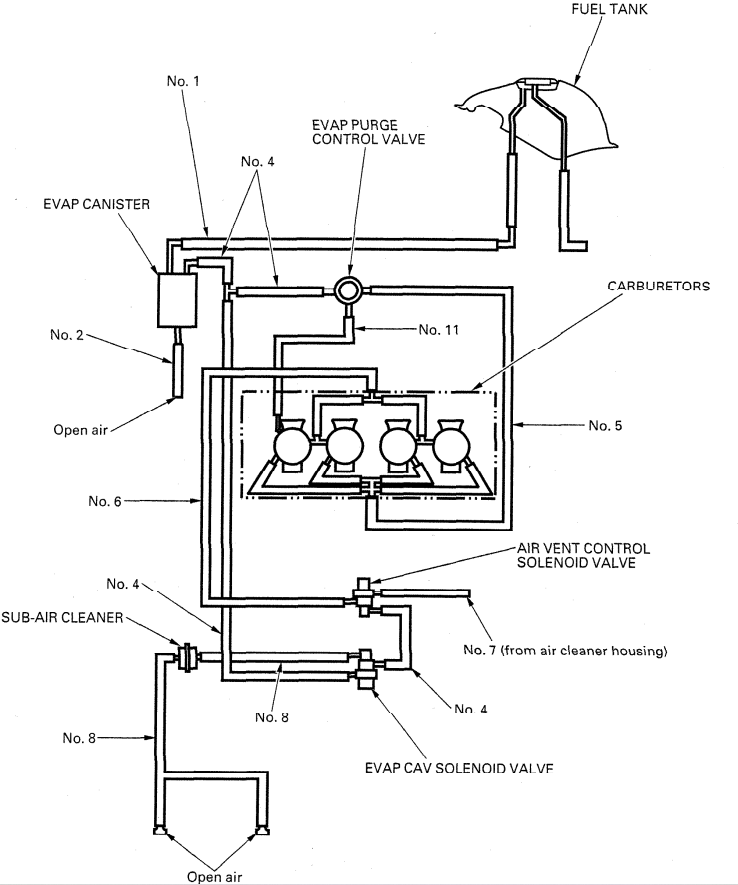 FUEL TANK
No. 1
EVAP PURGE
CONTROL VALVE
No. 4
EVAP CANISTER
CARBURETORS
No. 11
No. 2
Open air
No. 5
No. 6
AIR VENT CONTROL
SOLENOID VALVE
No. 4
SUB-AIR CLEANER
No. 7 (from air cleaner housing)
No. 8
No. 4
No. 8
EVAP CAV SOLENOID VALVE
Open air